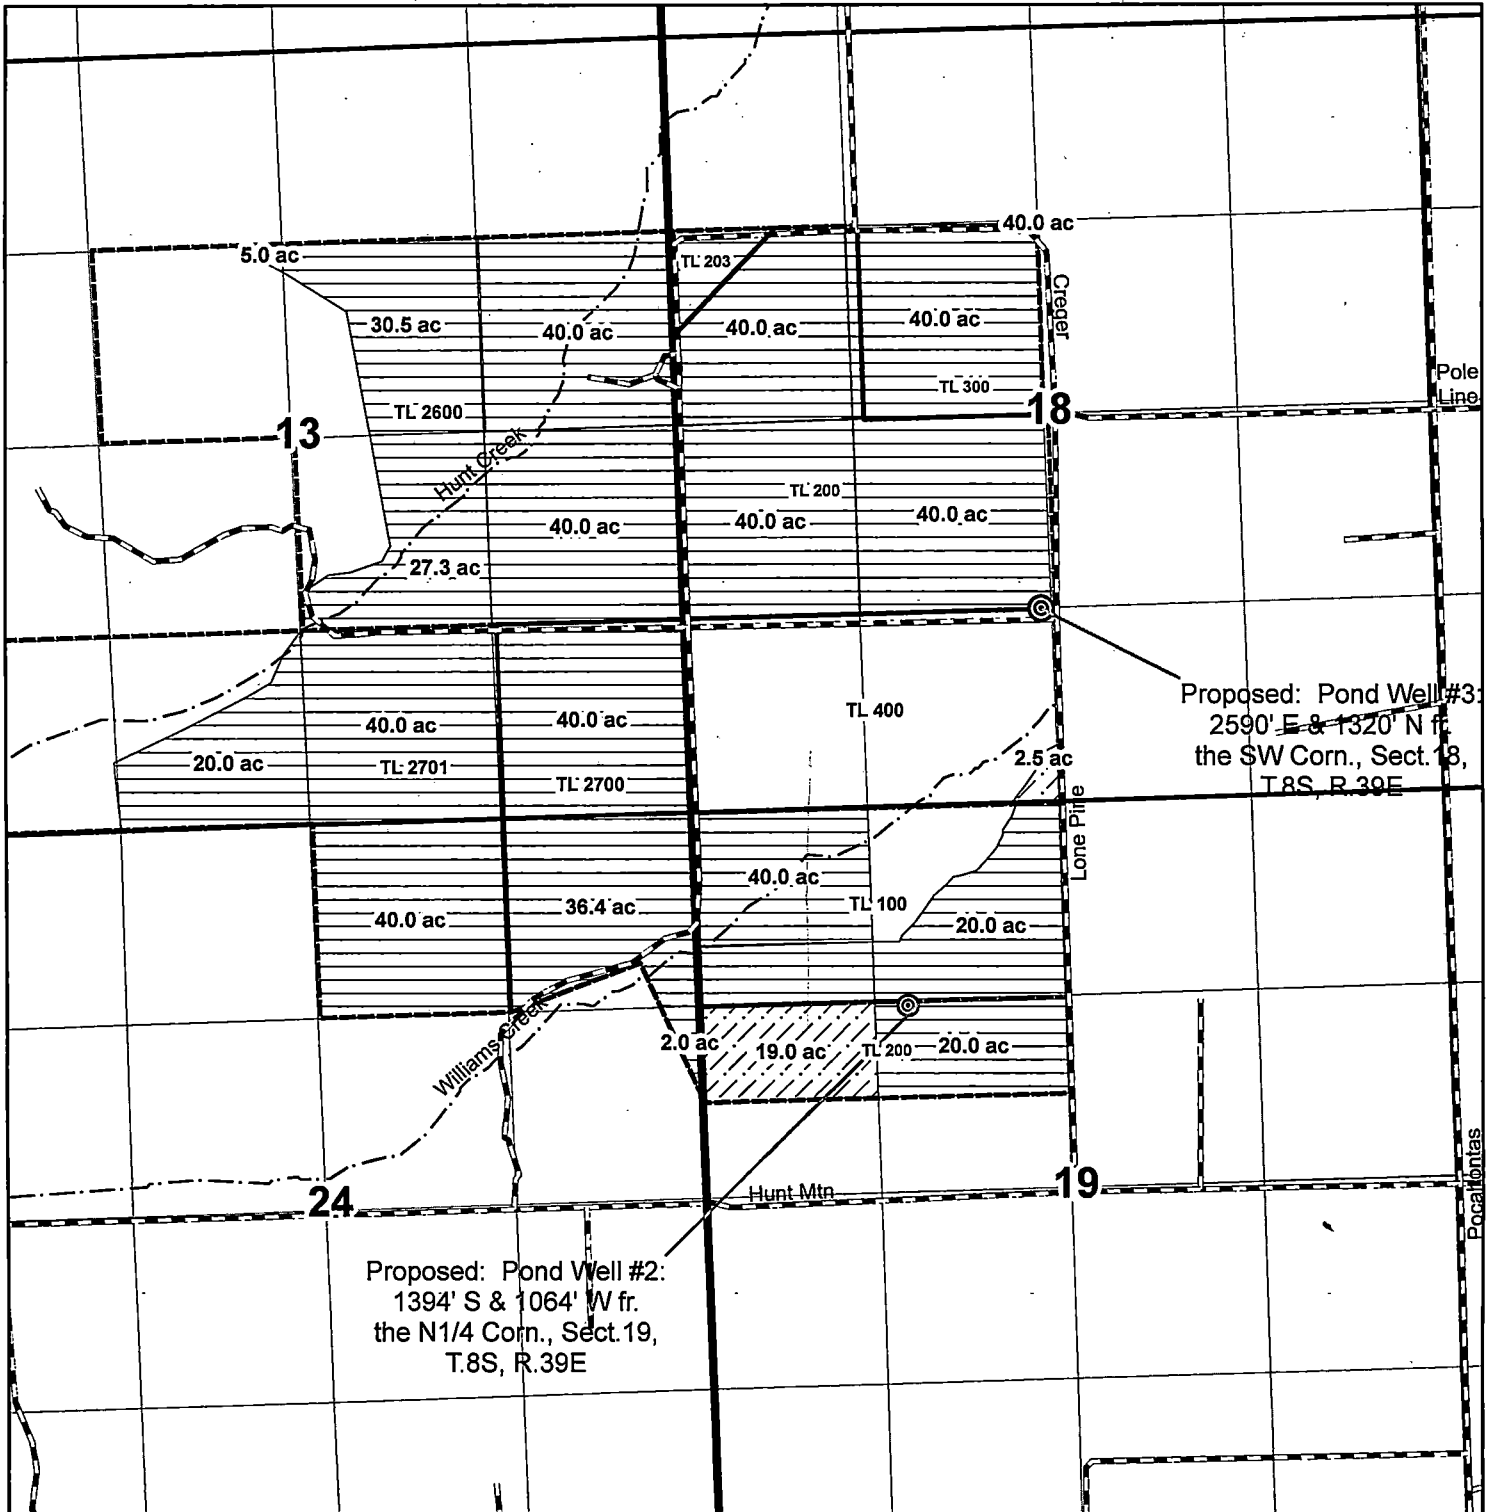 40.0 ac
5.0 ac
TL 203
Creger
30.5 ac
40.0 ac
40.0 ac
40.0 ac
TL 300
Pole
Line
TL 2600
13
18
Hunt Creek
TL 200
40.0 ac
40.0 ac
40.0 ac
27.3 ac
Proposed: Pond Well #3:
2590' E & 1320' N fr.
the SW Corn., Sect.18,
T.8S, R.39E
TL 400
40.0 ac
40.0 ac
20.0 ac
TL 2701
TL 2700
2.5 ac
Lone Pine
40.0 ac
40.0 ac
36.4 ac
TL 100
20.0 ac
Williams Creek
2.0 ac
19.0 ac
TL 200
20.0 ac
Pocahontas
24
Hunt Mtn
19
Proposed: Pond Well #2:
1394' S & 1064' W fr.
the N1/4 Corn., Sect.19,
T.8S, R.39E